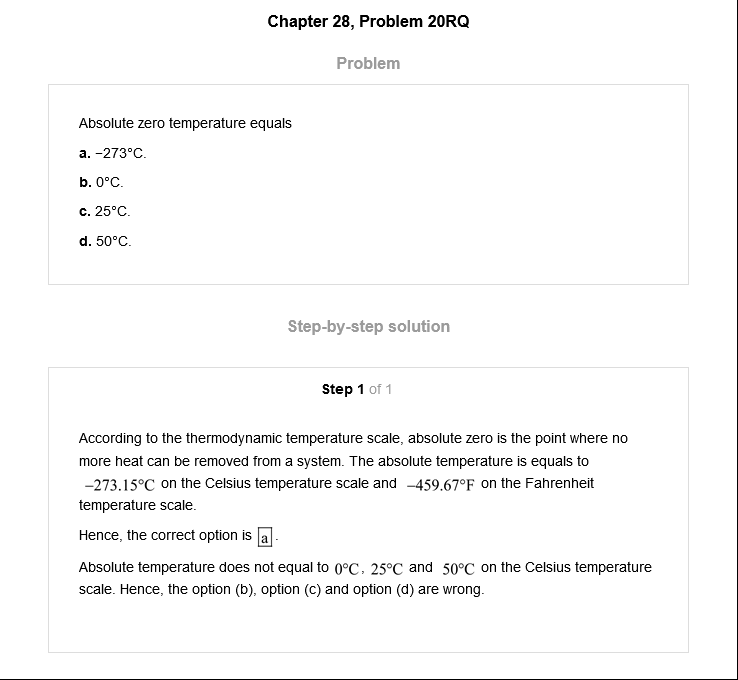 Chapter 28, Problem 20RQ
Problem
Absolute zero temperature equals
a. −273°C.
b. 0°C.
c. 25°C.
d. 50°C.
Step-by-step solution
Step 1 of 1
According to the thermodynamic temperature scale, absolute zero is the point where no
more heat can be removed from a system. The absolute temperature is equals to
−273.15°C on the Celsius temperature scale and −459.67°F on the Fahrenheit
temperature scale.
Hence, the correct option is a.
Absolute temperature does not equal to 0°C, 25°C and 50°C on the Celsius temperature
scale. Hence, the option (b), option (c) and option (d) are wrong.